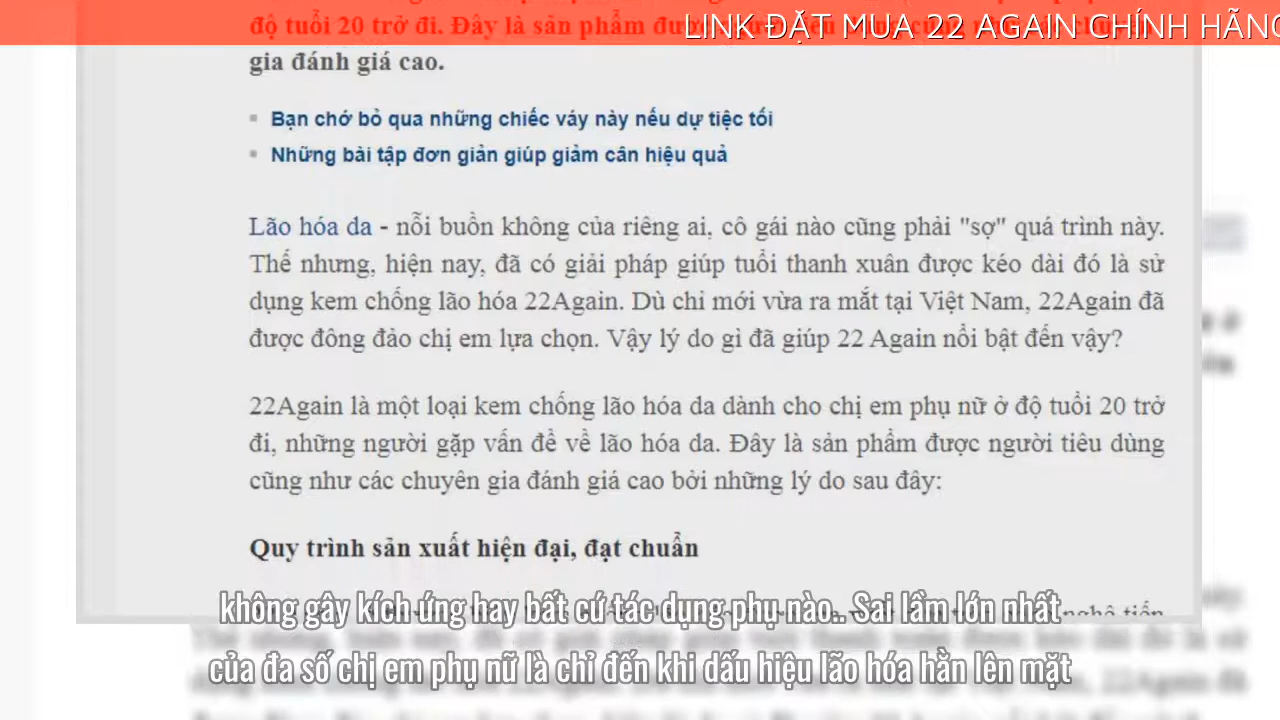 LINK ĐẶT MUA 22 AGAIN CHÍNH HÃNG
độ tuổi 20 trở đi. Đây là sản phẩm
gia đánh giá cao.
Bạn chớ bỏ qua những chiếc váy này nếu dự tiệc tối
Những bài tập đơn giản giúp giảm cân hiệu quả
Lão hóa da - nỗi buồn không của riêng ai, cô gái nào cũng phải "sợ" quá trình này.
Thế nhưng, hiện nay, đã có giải pháp giúp tuổi thanh xuân được kéo dài đó là sử
dụng kem chống lão hóa 22Again. Dù chỉ mới vừa ra mắt tại Việt Nam, 22Again đã
được đông đảo chị em lựa chọn. Vậy lý do gì đã giúp 22 Again nổi bật đến vậy?
22Again là một loại kem chống lão hóa da dành cho chị em phụ nữ ở độ tuổi 20 trở
đi, những người gặp vấn đề về lão hóa da. Đây là sản phẩm được người tiêu dùng
cũng như các chuyên gia đánh giá cao bởi những lý do sau đây:
Quy trình sản xuất hiện đại, đạt chuẩn
không gây kích ứng hay bất cứ tác dụng phụ nào.. Sai lầm lớn nhất
của đa số chị em phụ nữ là chỉ đến khi dấu hiệu lão hóa hằn lên mặt